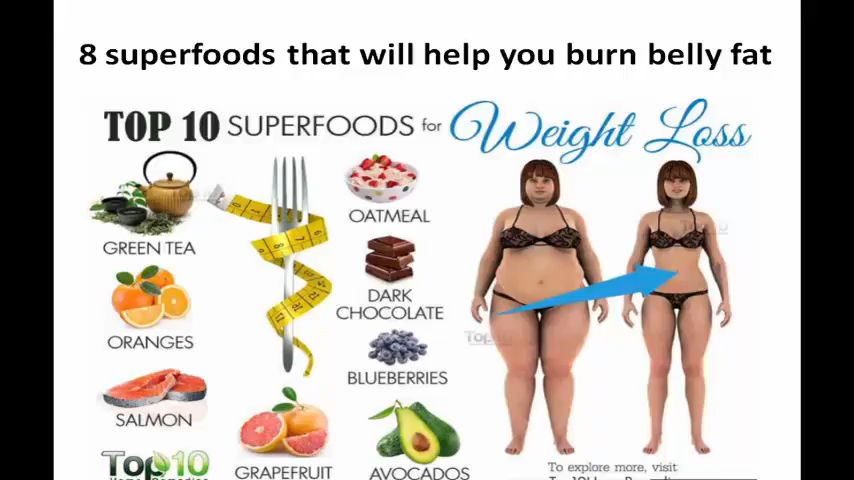 8 superfoods that will help you burn belly fat
TOP 10 SUPERFOODS for Weight Loss
GREEN TEA
OATMEAL
DARK
CHOCOLATE
ORANGES
BLUEBERRIES
SALMON
GRAPEFRUIT
AVOCADOS
Top10
To explore more, visit